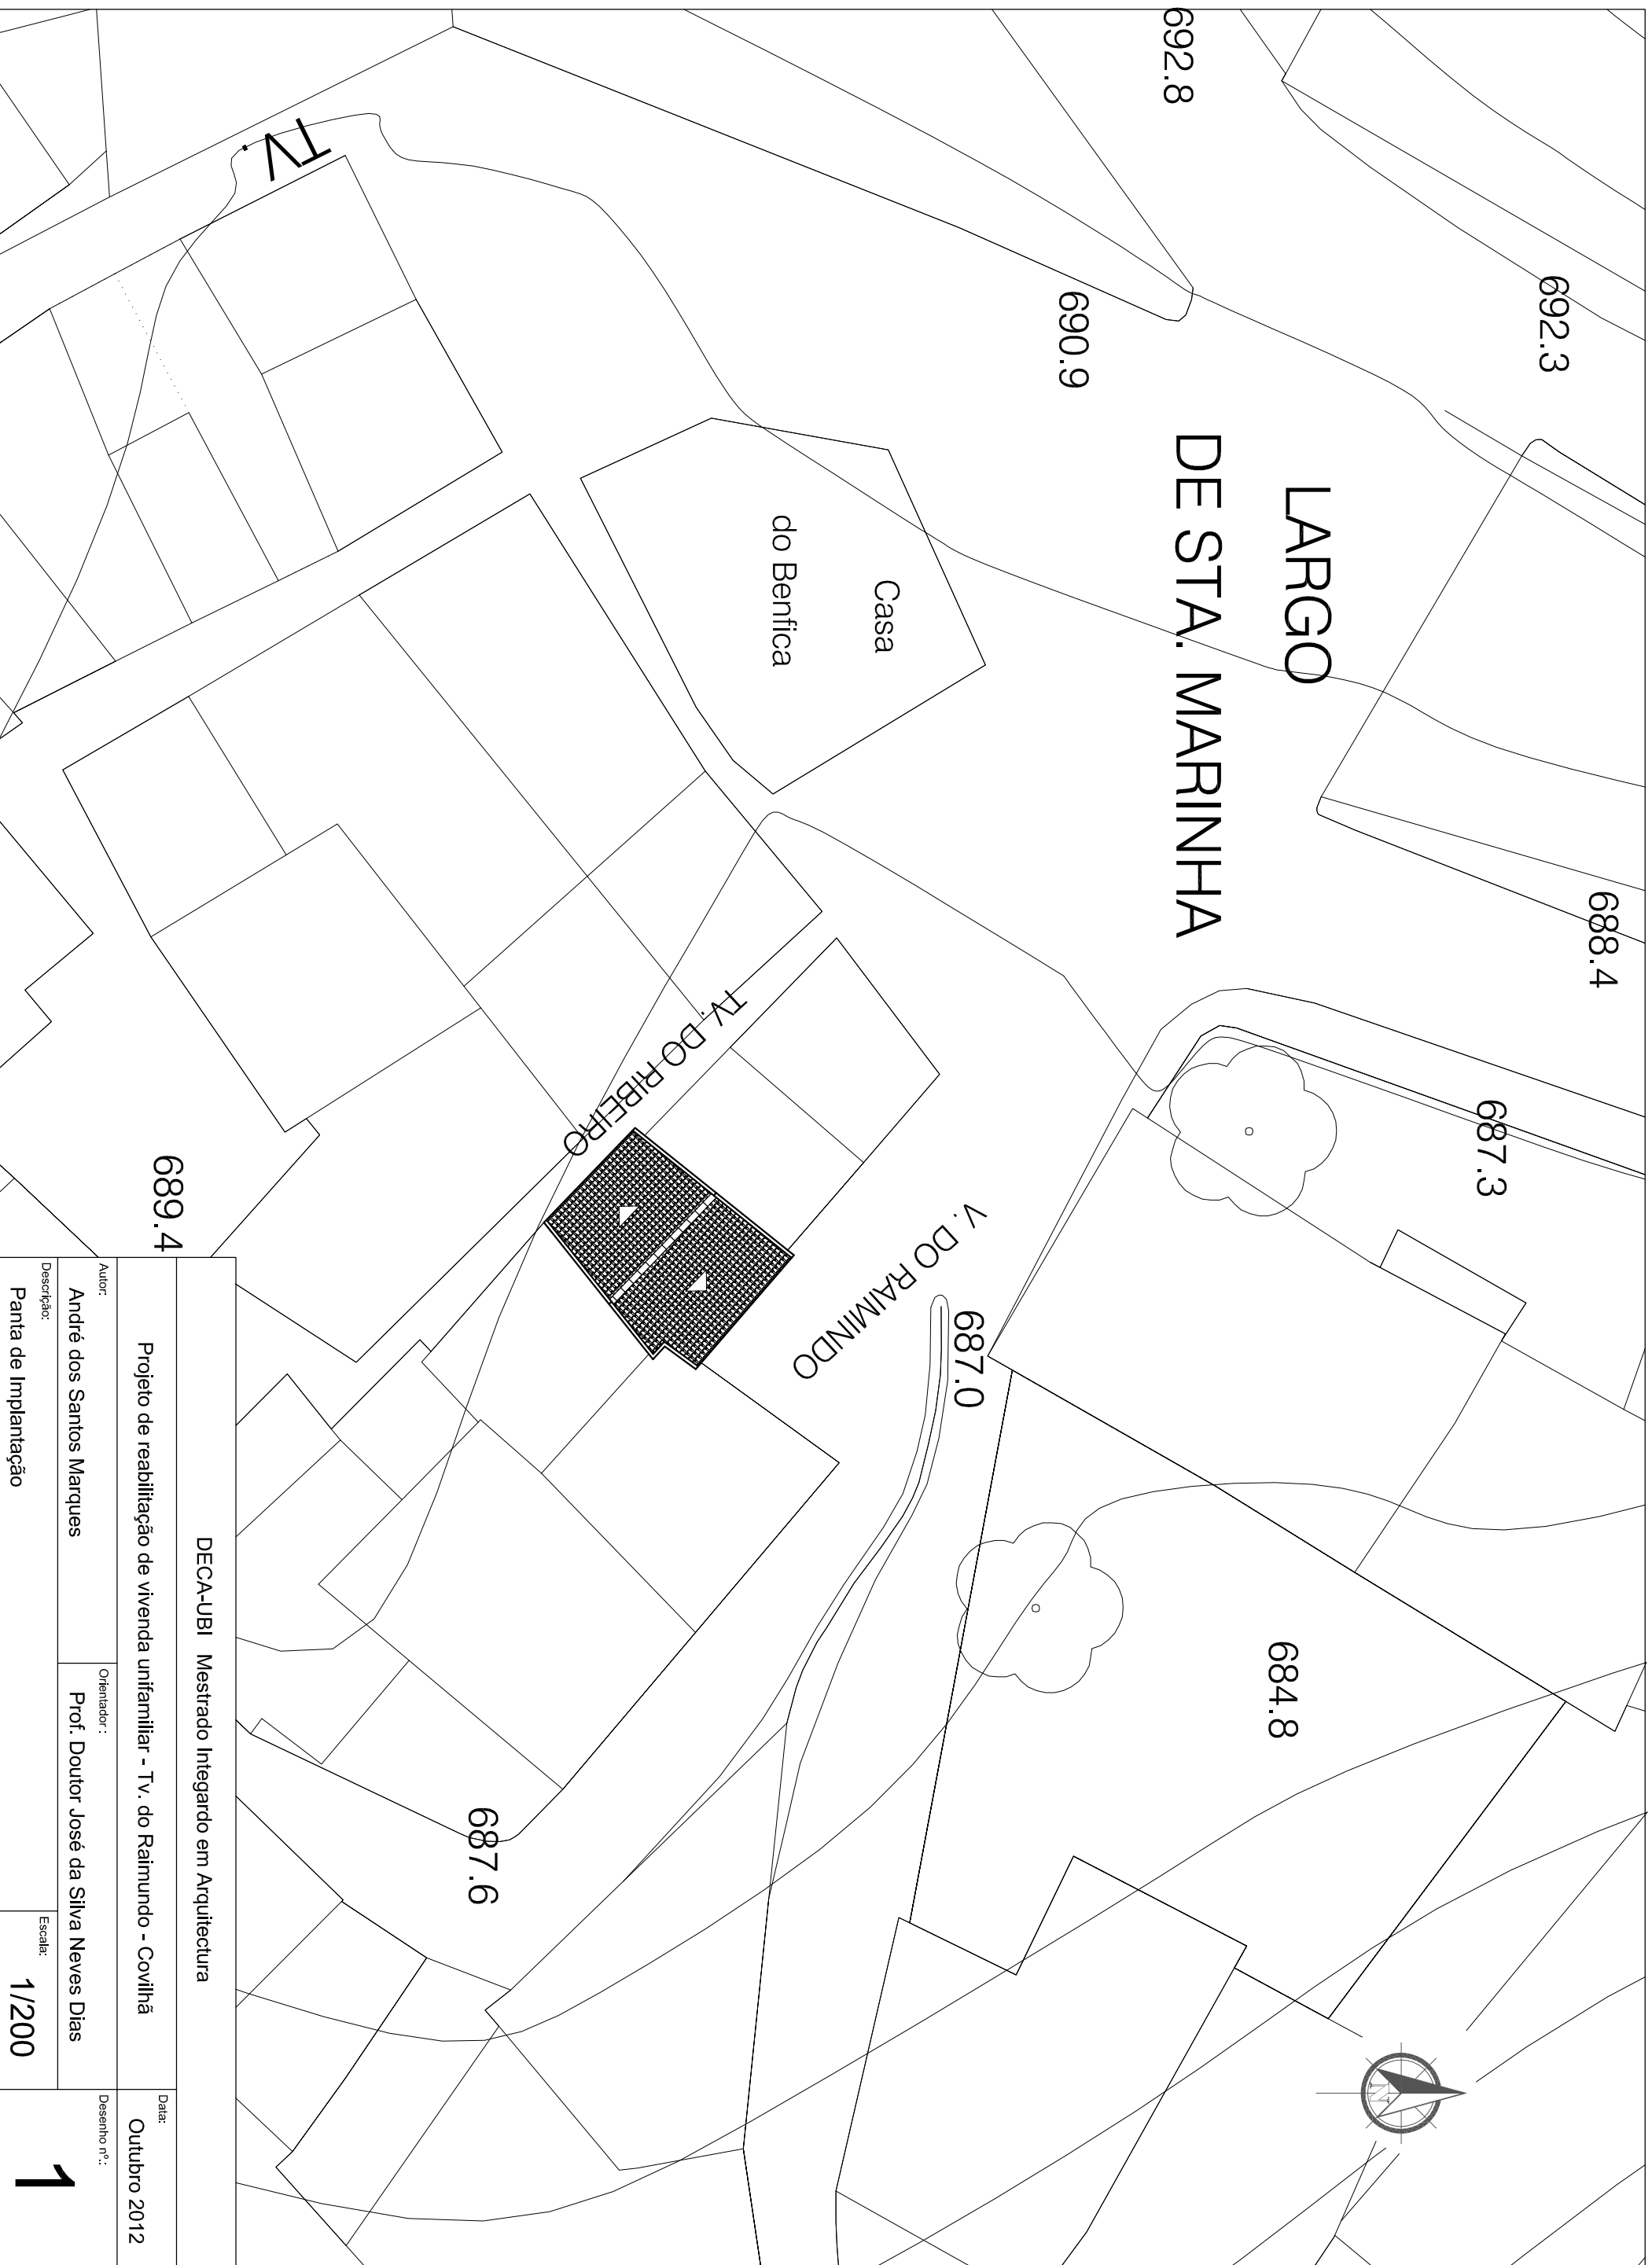 TV.
692.8
692.3
690.9
LARGO
DE STA. MARINHA
Casa
do Benfica
688.4
687.3
TV. DO RIBEIRO
V. DO RAIMINDO
687.0
689.4
684.8
687.6
N
DECA-UBI Mestrado Integardo em Arquitectura
Projeto de reabilitação de vivenda unifamiliar - Tv. do Raimundo - Covilhã
Data:
Outubro 2012
Autor:
André dos Santos Marques
Orientador :
Prof. Doutor José da Silva Neves Dias
Desenho nº.:
1
Descrição:
Panta de Implantação
Escala:
1/200